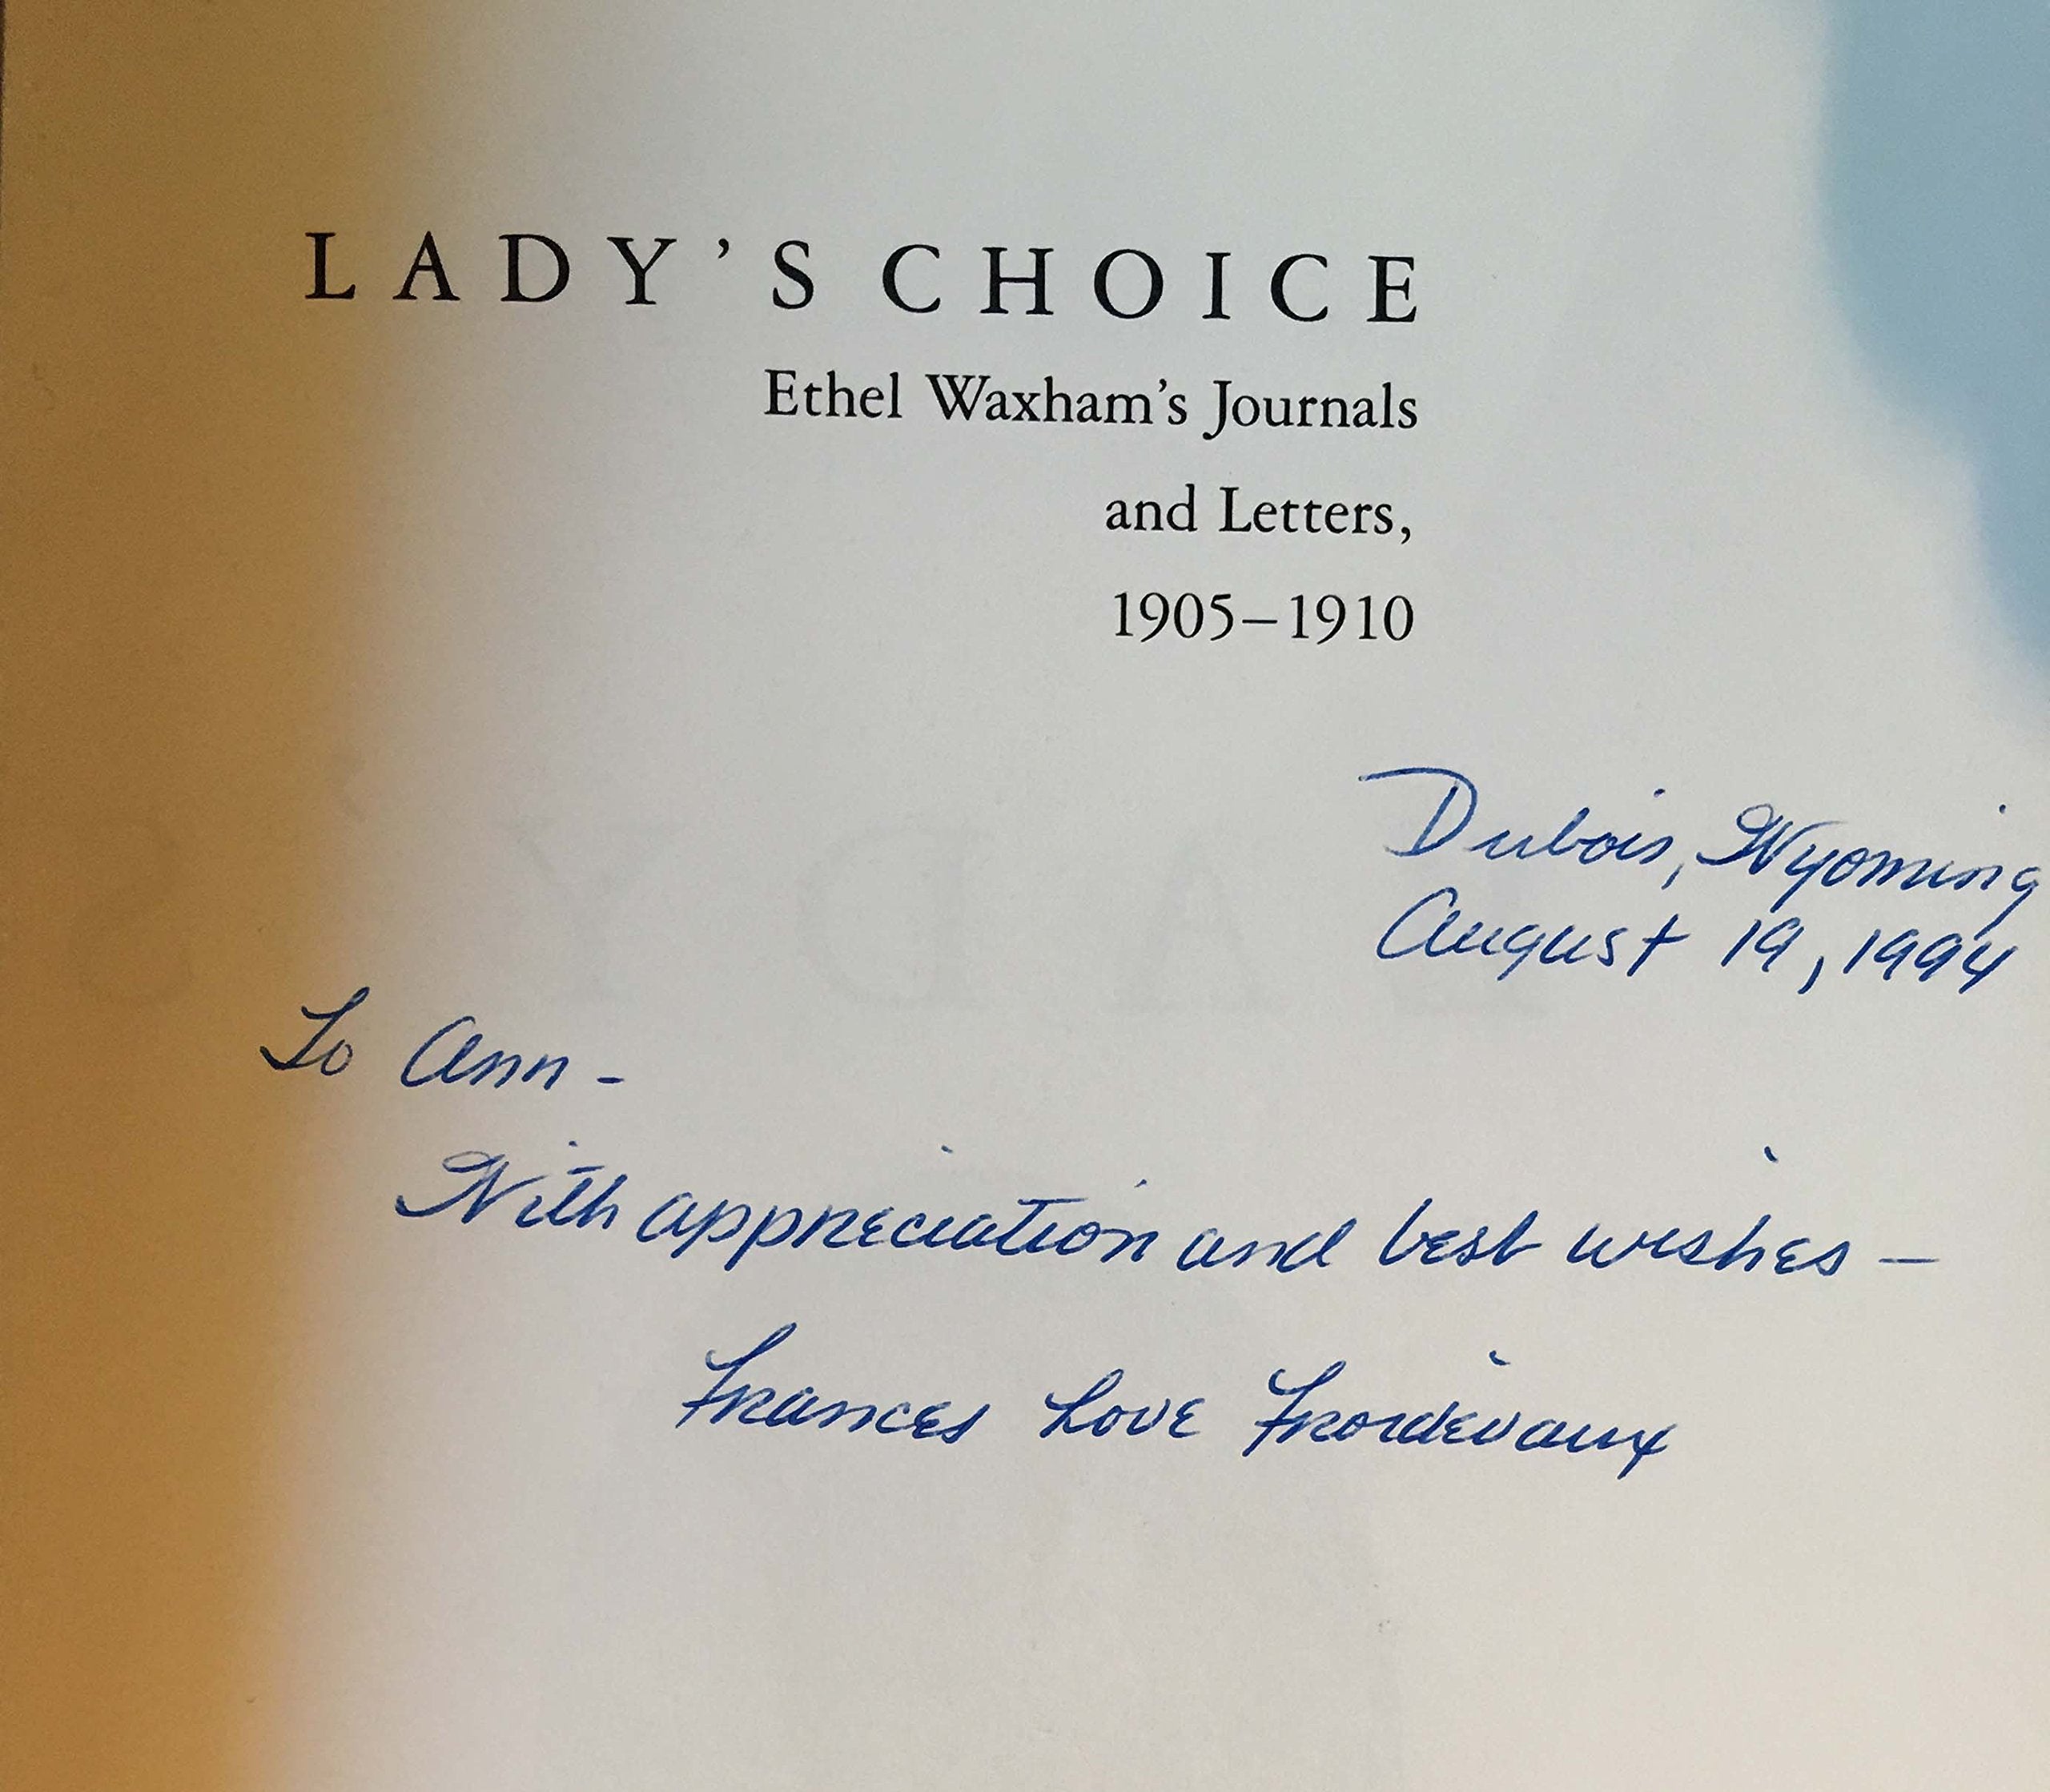 LADY'S CHOICE
Ethel Waxham's Journals
and Letters,
1905–1910
Dubois, Wyoming
August 19, 1994
To Ann -
With appreciation and best wishes —
Frances Love Froidevaux